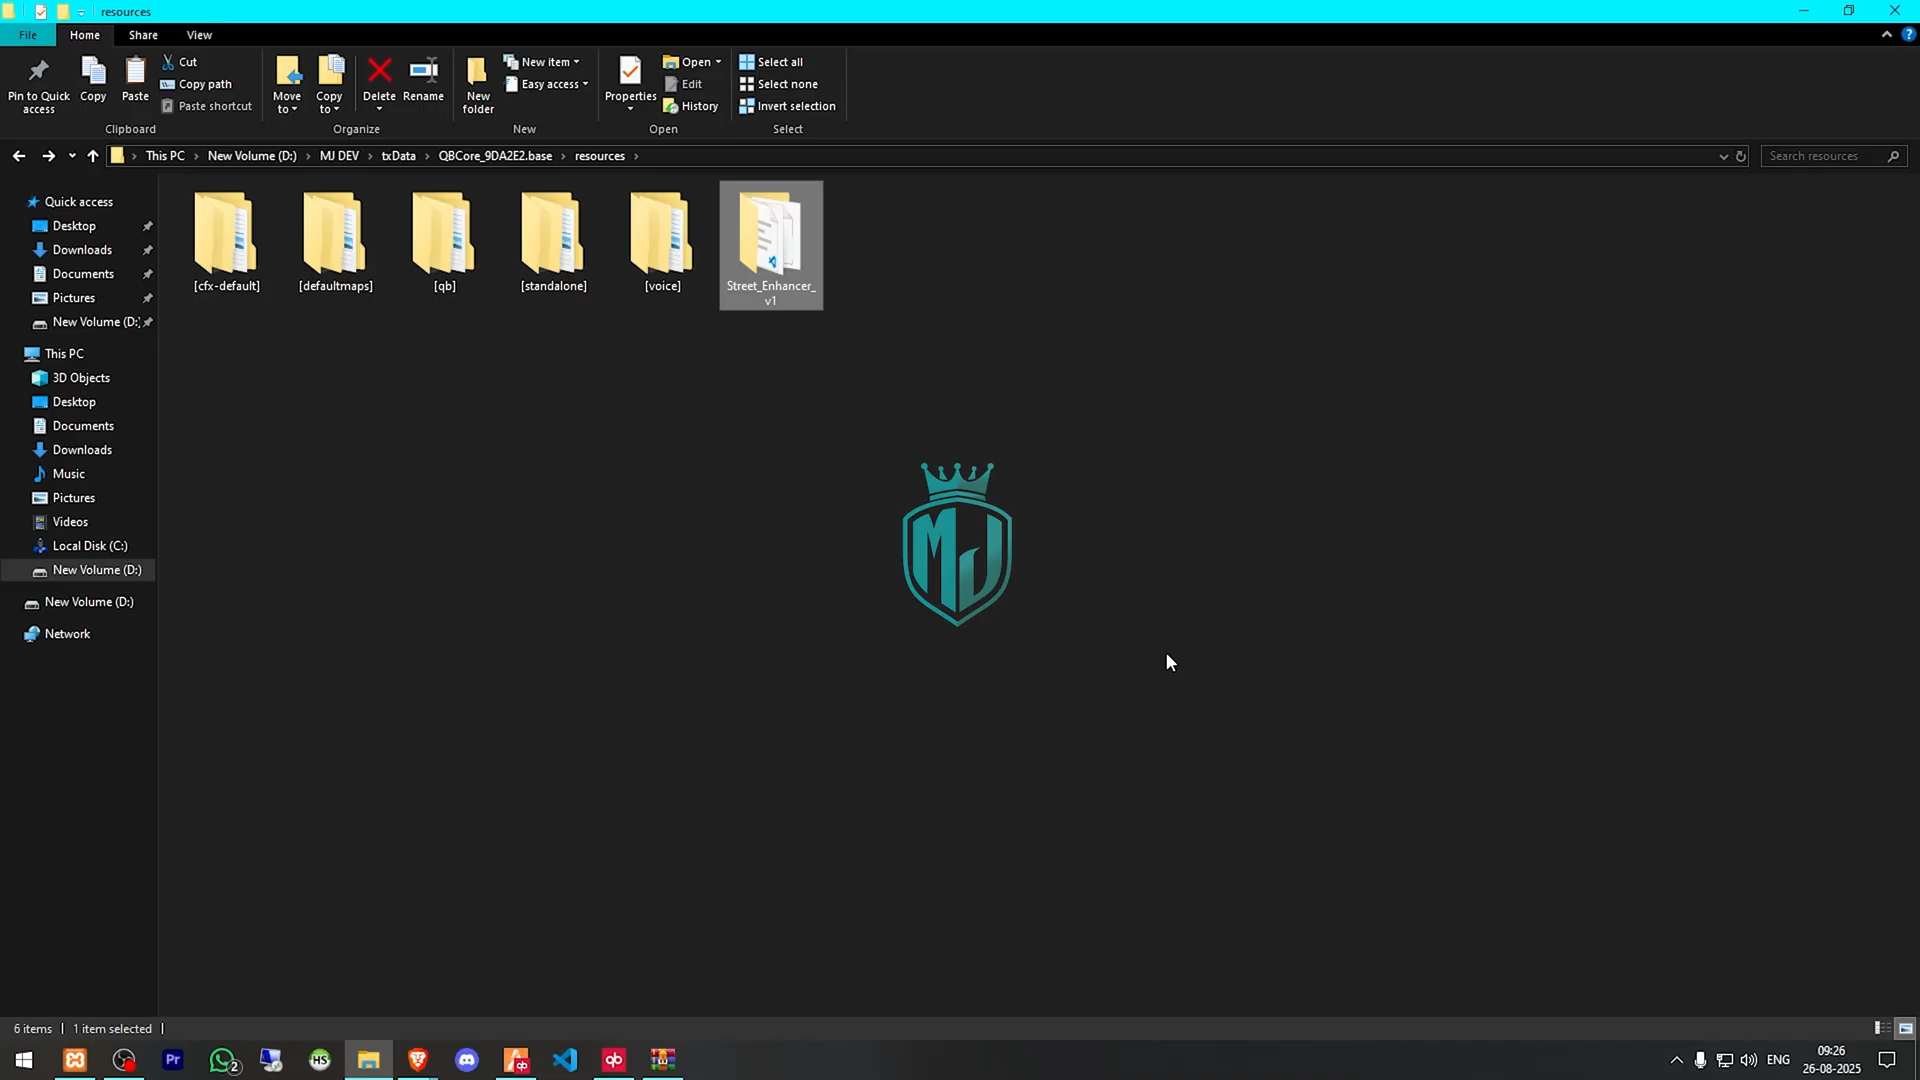 resources
File
Home
Share
View
Pin to Quick
access
Copy
Paste
Cut
Copy path
Paste shortcut
Clipboard
Move
to
Copy
to
Delete
Rename
Organize
New
folder
New item
Easy access
New
Properties
Open
Edit
History
Open
Select all
Select none
Invert selection
Select
This PC
New Volume (D:)
MJ DEV
txData
QBCore_9DA2E2.base
resources
Search resources
Quick access
Desktop
Downloads
Documents
Pictures
New Volume (D:)
This PC
3D Objects
Desktop
Documents
Downloads
Music
Pictures
Videos
Local Disk (C:)
New Volume (D:)
New Volume (D:)
Network
[cfx-default]
[defaultmaps]
[qb]
[standalone]
[voice]
Street_Enhancer_
v1
MJ
6 items
1 item selected
Pr
2
HS
qb
qb
ENG
09:26
26-08-2025